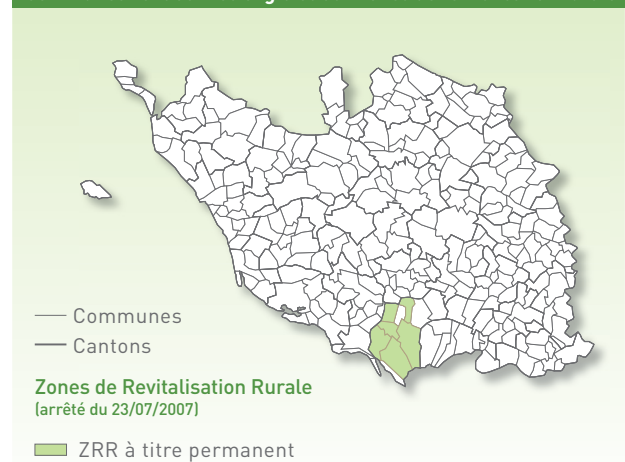 Communes
Cantons
Zones de Revitalisation Rurale
(arrêté du 23/07/2007)
ZRR à titre permanent